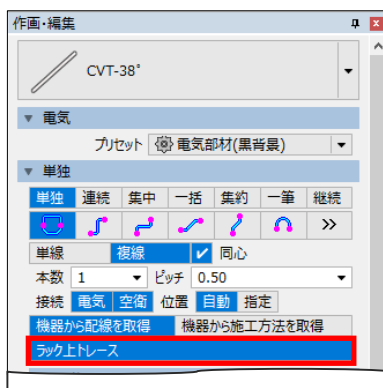 作画・編集
CVT-38°
電気
プリセット 電気部材(黒背景)
単独
単独 連続 集中 一括 集約 一筆 継続
単線 複線 同心
本数 1 ピッチ 0.50
接続 電気 空衛 位置 自動 指定
機器から配線を取得 機器から施工方法を取得
ラック上トレース